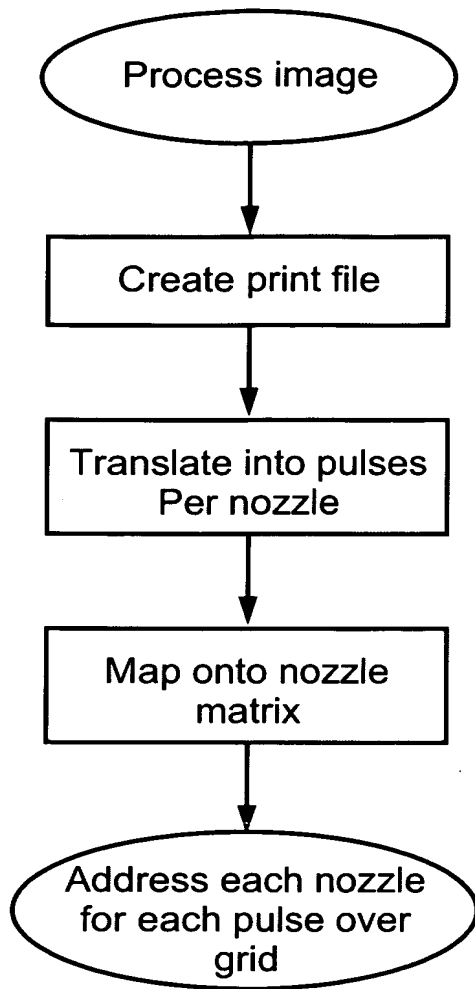 Process image
Create print file
Translate into pulses
Per nozzle
Map onto nozzle
matrix
Address each nozzle
for each pulse over
grid